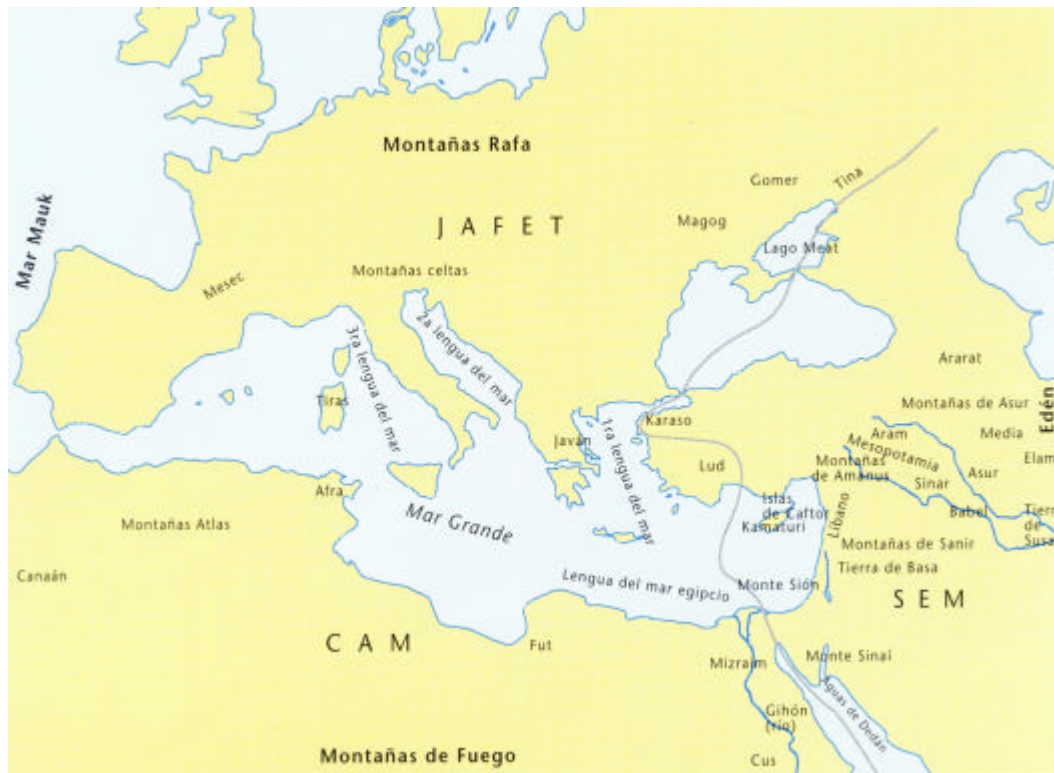 Montañas Rafa
Gomer
Tina
Mar Mauk
JAFET
Magog
Lago Meat
Mesec
Montañas celtas
2a lengua del mar
3ra lengua del mar
Tiras
Ararat
Edén
Montañas de Asur
Karaso
Javán
1ra lengua del mar
Aram
Media
Mesopotamia
Elam
Lud
Montañas
de Amanus
Asur
Sinar
Afra
Islas
de Caftor
Kamaturi
Líbano
Babel
Tierra
de
Susa
Montañas Atlas
Mar Grande
Montañas de Sanir
Tierra de Basa
Canaán
Lengua del mar egipcio
Monte Sión
SEM
CAM
Fut
Mizraim
Monte Sinaí
Aguas de Dedán
Gihón
(río)
Montañas de Fuego
Cus